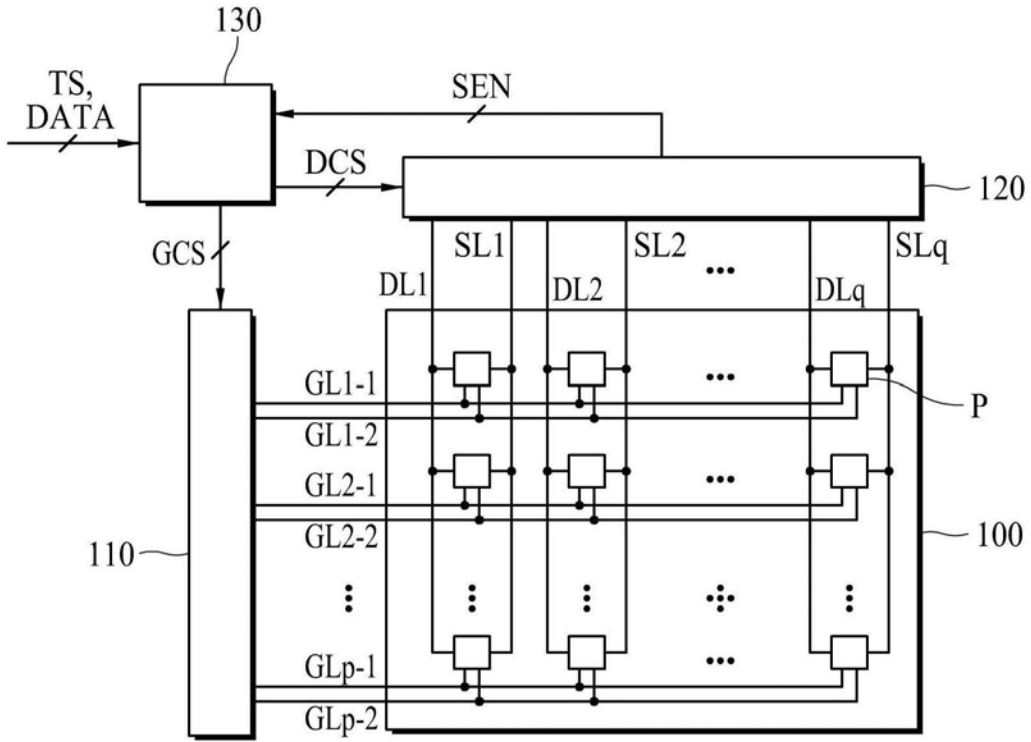 130
TS,
DATA
SEN
DCS
120
GCS
SL1
SL2
SLq
DL1
DL2
DLq
GL1-1
P
GL1-2
GL2-1
GL2-2
100
110
GLp-1
GLp-2